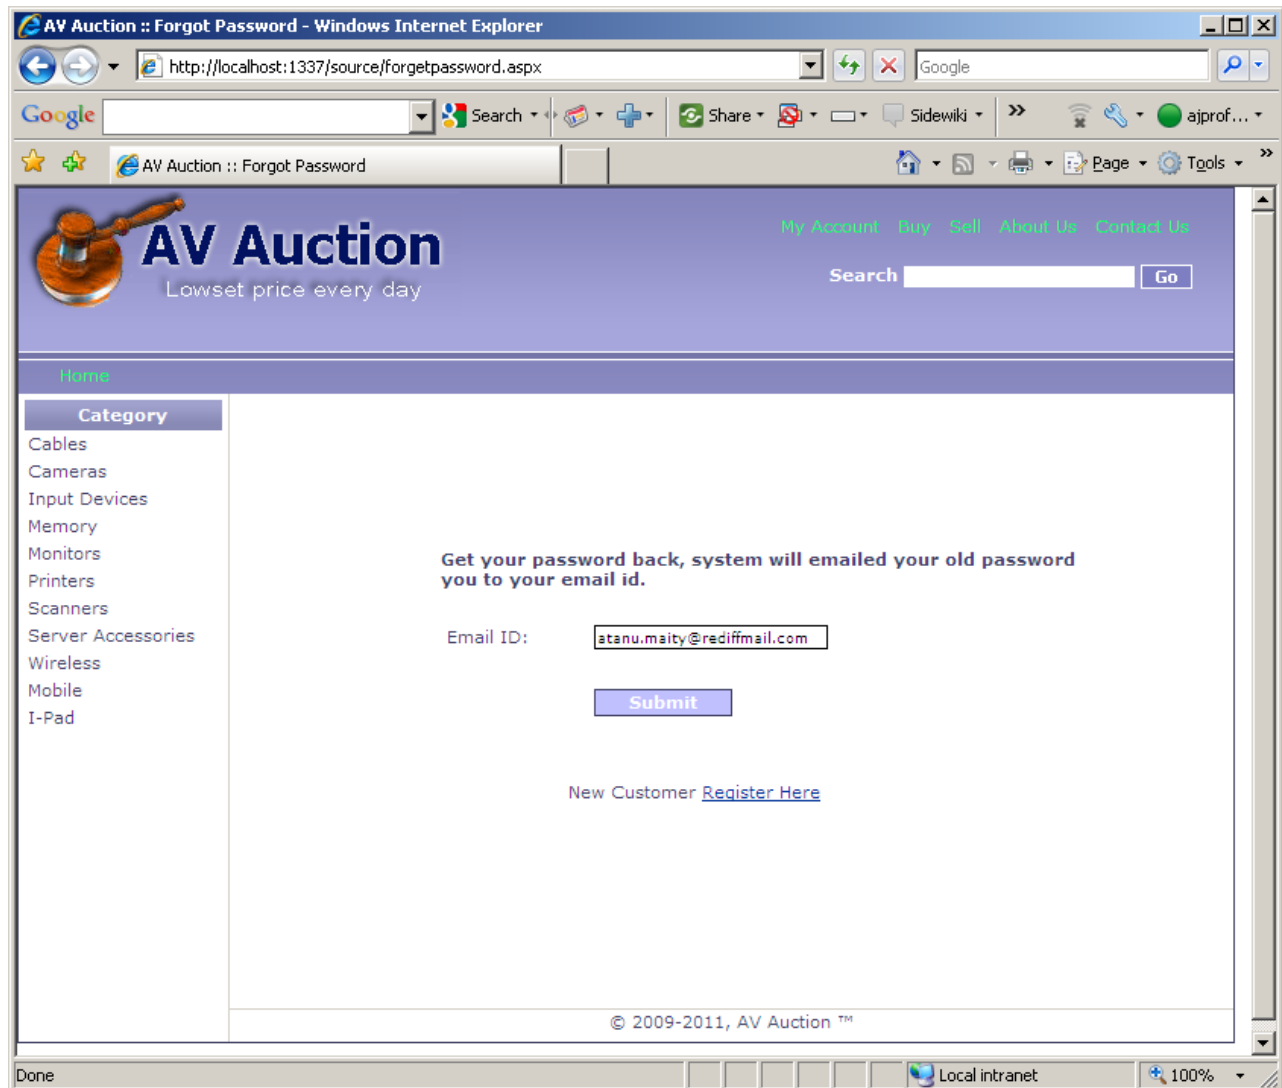 AV Auction :: Forgot Password - Windows Internet Explorer
http://localhost:1337/source/forgetpassword.aspx
Google
Google
Search
Share
Sidewiki
»
ajprof...
AV Auction :: Forgot Password
Page
Tools
»
AV Auction
Lowset price every day
My Account Buy Sell About Us Contact Us
Search
Go
Home
Category
Cables
Cameras
Input Devices
Memory
Monitors
Printers
Scanners
Server Accessories
Wireless
Mobile
I-Pad
Get your password back, system will emailed your old password
you to your email id.
Email ID:
atanu.maity@rediffmail.com
Submit
New Customer Register Here
© 2009-2011, AV Auction ™
Done
Local intranet
100%